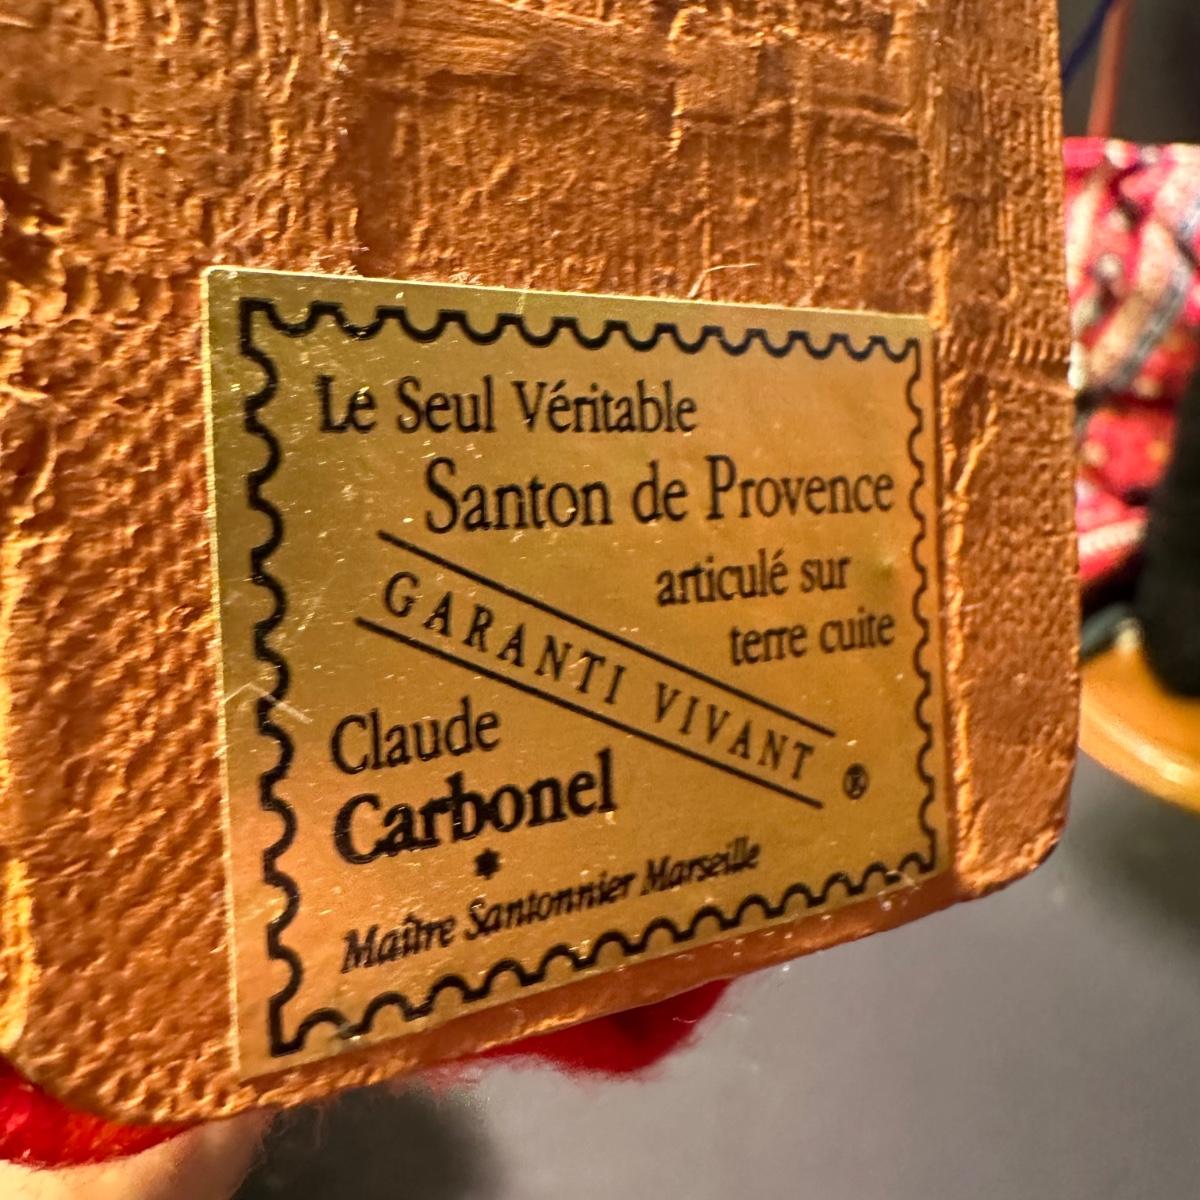 Le Seul Véritable
Santon de Provence
articulé sur
terre cuite
GARANTI VIVANT ®
Claude
Carbonel
*
Maître Santonnier Marseille